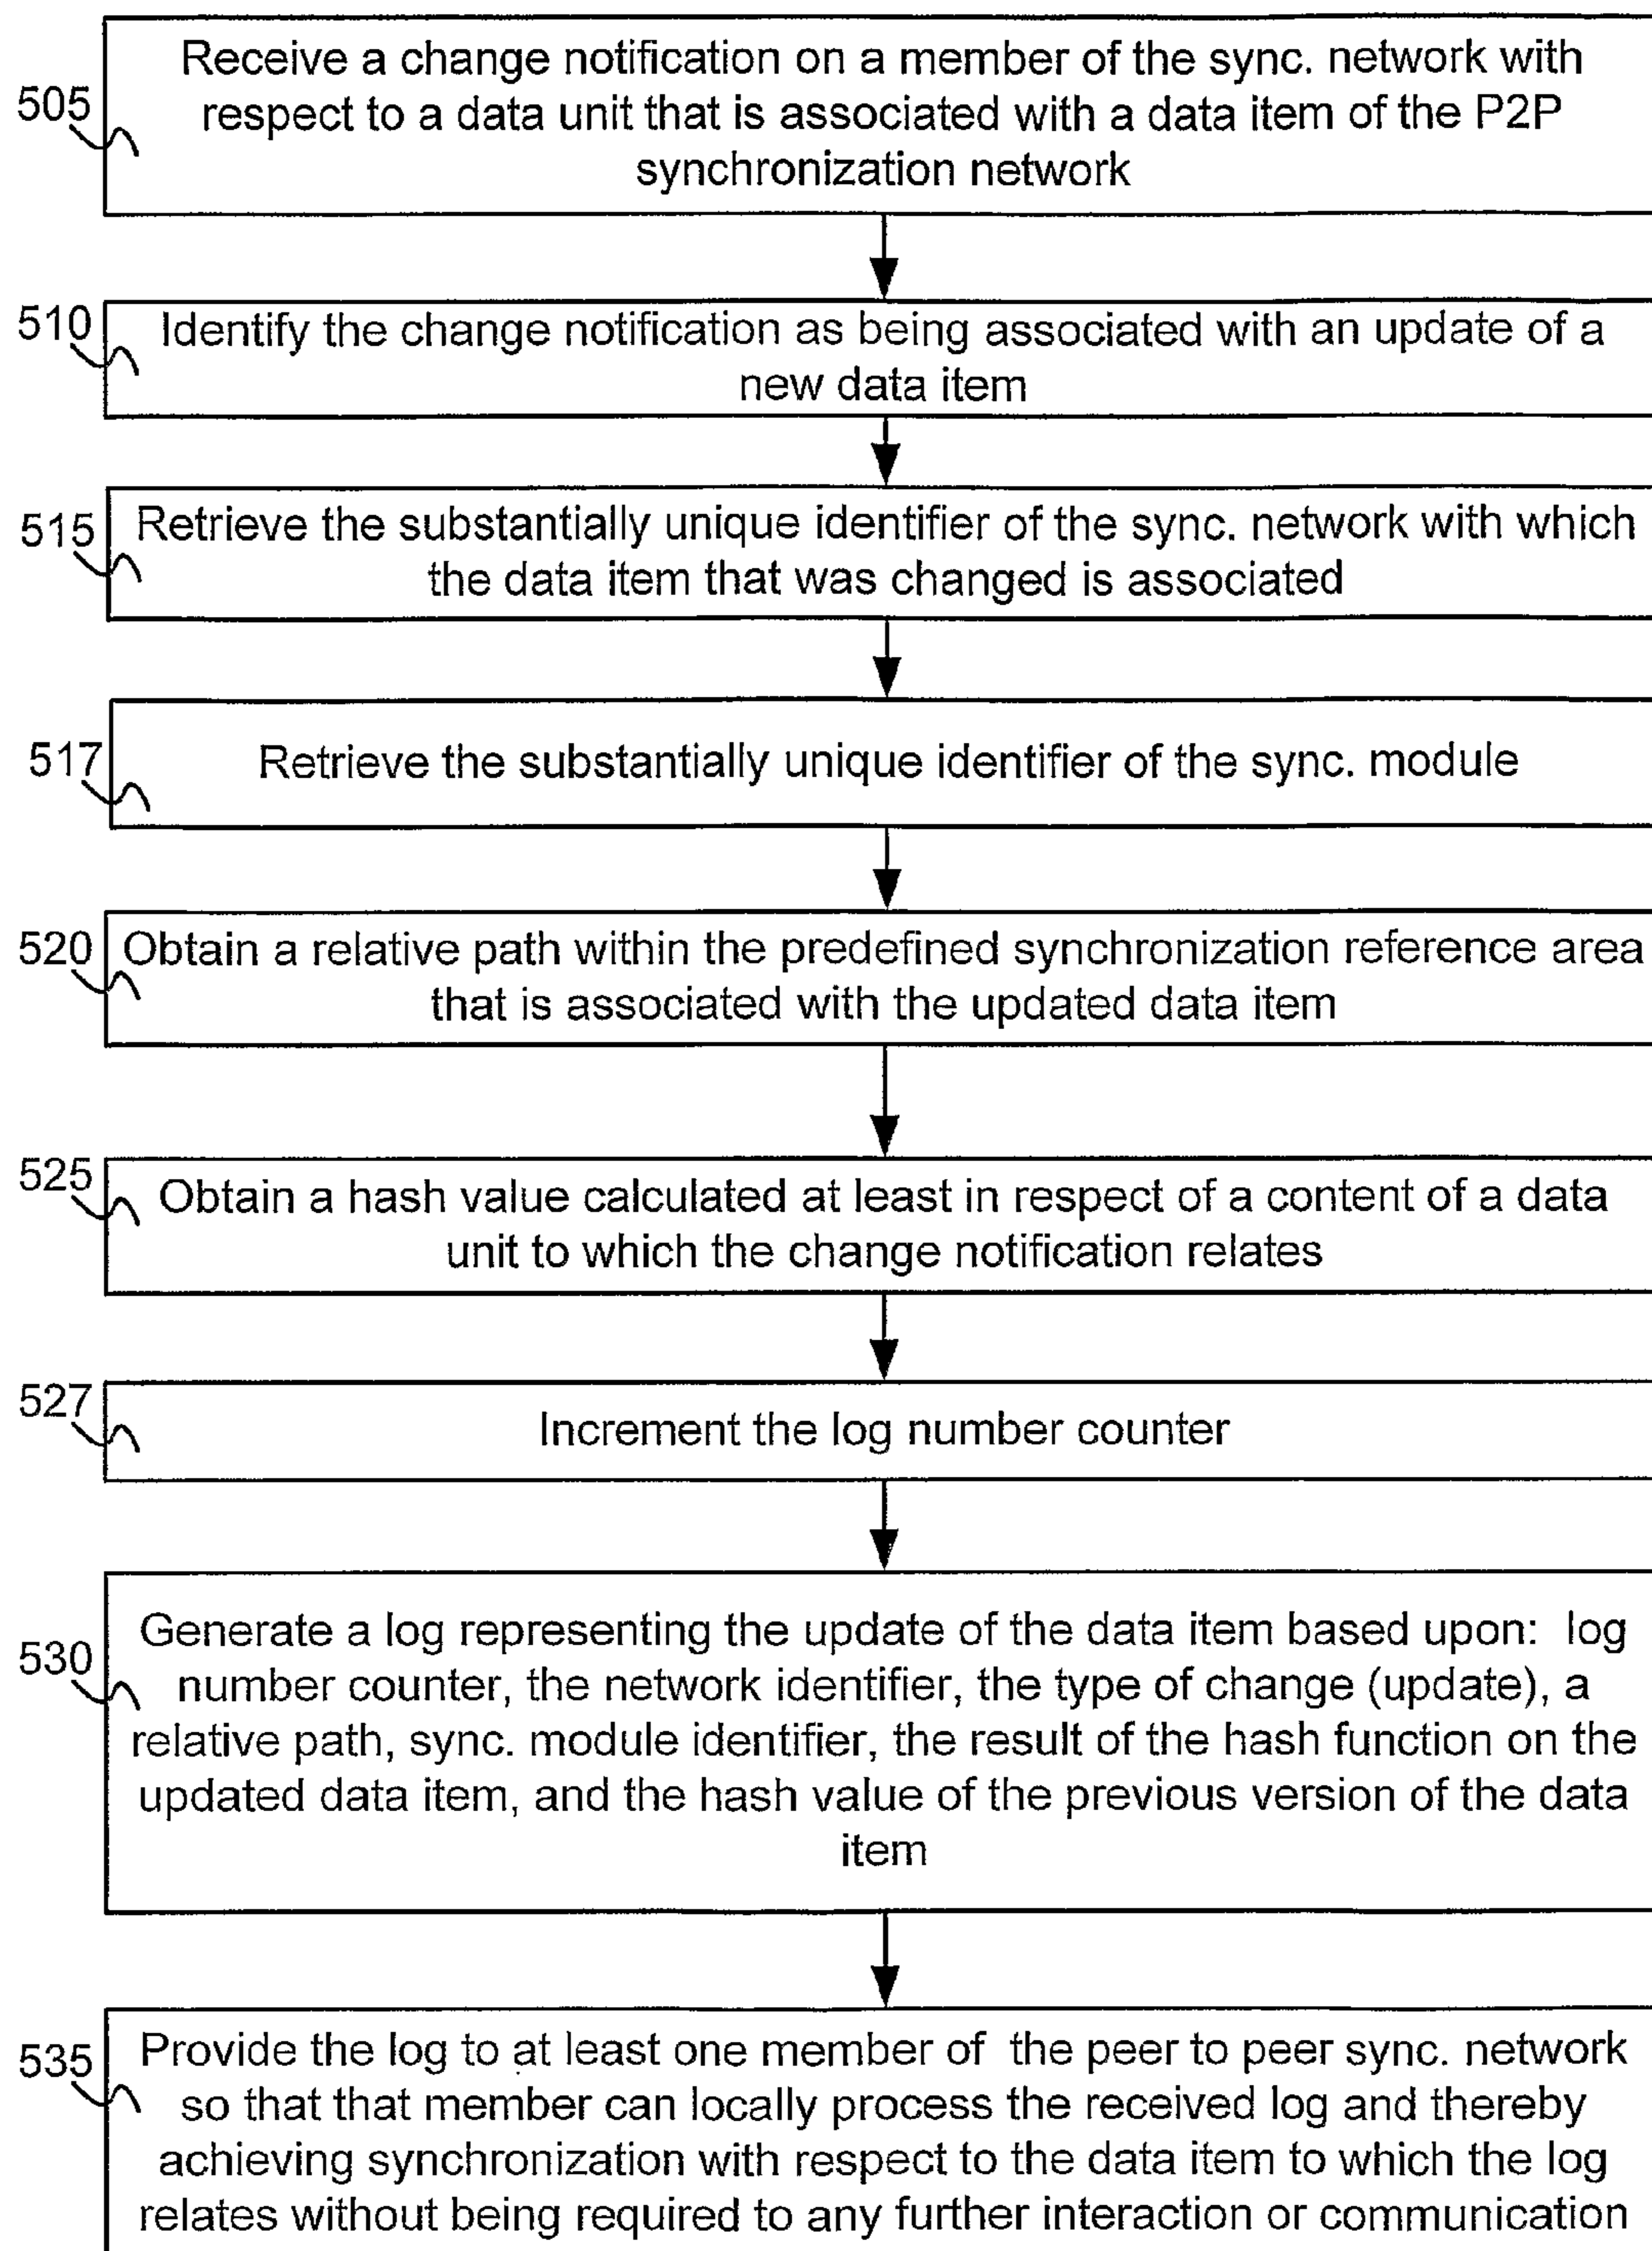 Receive a change notification on a member of the sync. network with
505
respect to a data unit that is associated with a data item of the P2P
synchronization network
510
Identify the change notification as being associated with an update of a
new data item
515
Retrieve the substantially unique identifier of the sync. network with which
the data item that was changed is associated
517
Retrieve the substantially unique identifier of the sync. module
520
Obtain a relative path within the predefined synchronization reference area
that is associated with the updated data item
525
Obtain a hash value calculated at least in respect of a content of a data
unit to which the change notification relates
527
Increment the log number counter
530
Generate a log representing the update of the data item based upon: log
number counter, the network identifier, the type of change (update), a
relative path, sync. module identifier, the result of the hash function on the
updated data item, and the hash value of the previous version of the data
item
535
Provide the log to at least one member of the peer to peer sync. network
so that that member can locally process the received log and thereby
achieving synchronization with respect to the data item to which the log
relates without being required to any further interaction or communication